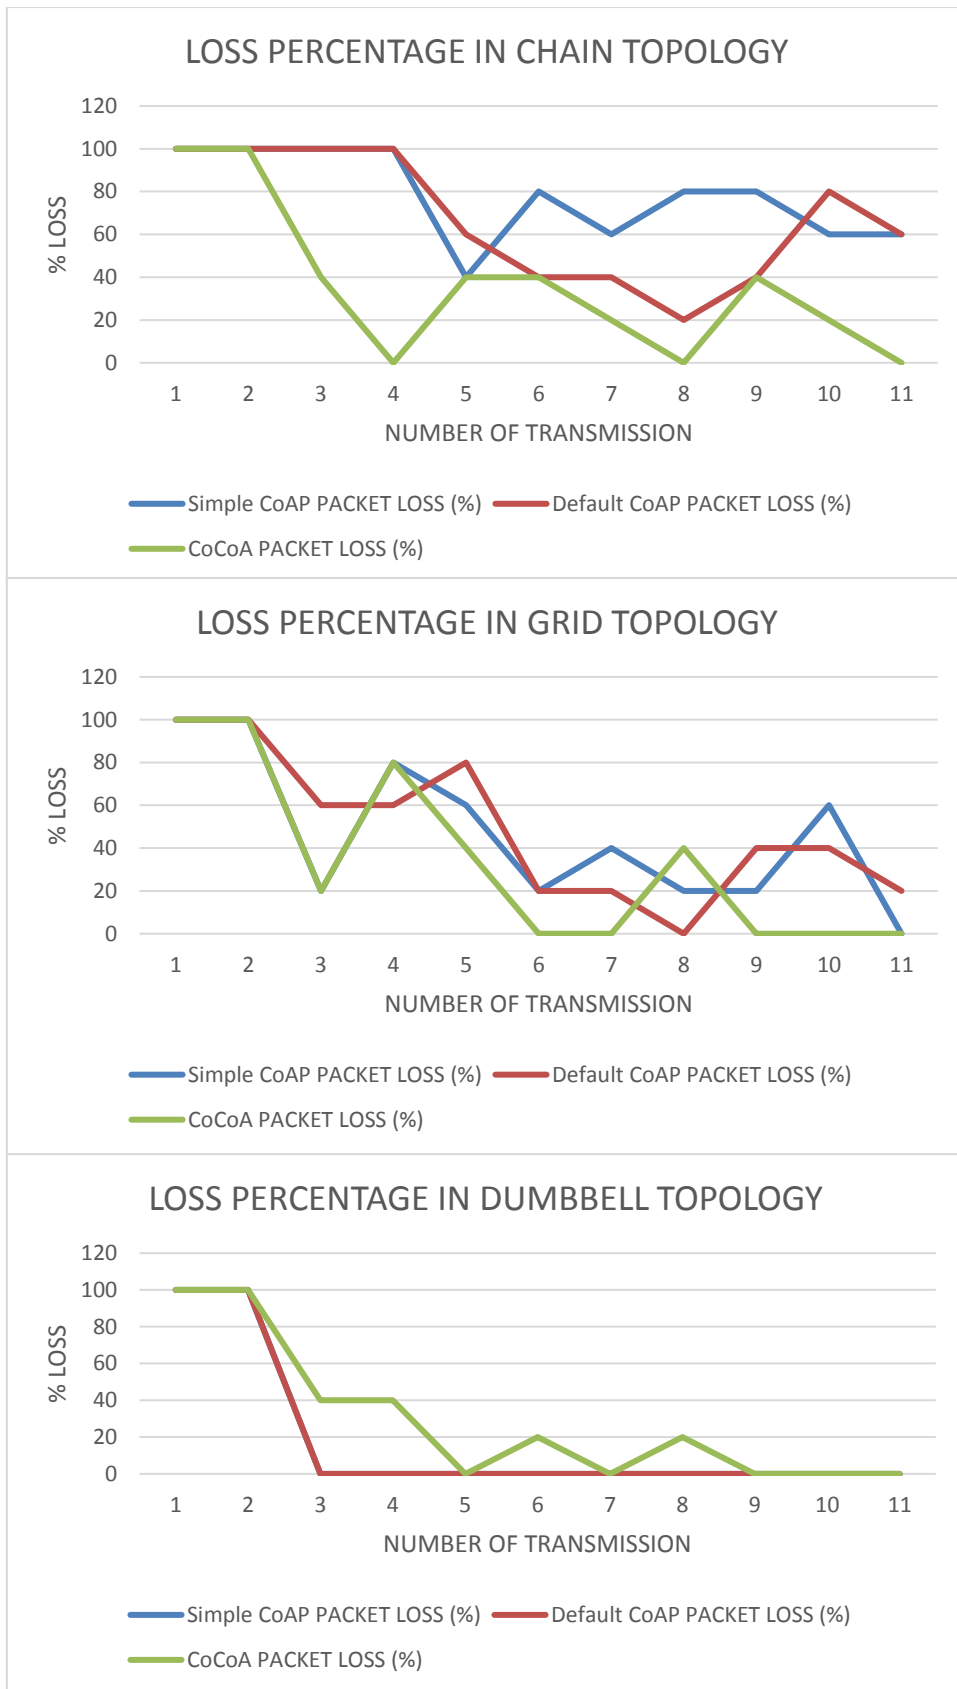 LOSS PERCENTAGE IN CHAIN TOPOLOGY
120
100
80
60
40
20
0
% LOSS
1 2 3 4 5 6 7 8 9 10 11
NUMBER OF TRANSMISSION
Simple CoAP PACKET LOSS (%) Default CoAP PACKET LOSS (%)
CoCoA PACKET LOSS (%)
LOSS PERCENTAGE IN GRID TOPOLOGY
120
100
80
60
40
20
0
% LOSS
1 2 3 4 5 6 7 8 9 10 11
NUMBER OF TRANSMISSION
Simple CoAP PACKET LOSS (%) Default CoAP PACKET LOSS (%)
CoCoA PACKET LOSS (%)
LOSS PERCENTAGE IN DUMBBELL TOPOLOGY
120
100
80
60
40
20
0
% LOSS
1 2 3 4 5 6 7 8 9 10 11
NUMBER OF TRANSMISSION
Simple CoAP PACKET LOSS (%) Default CoAP PACKET LOSS (%)
CoCoA PACKET LOSS (%)